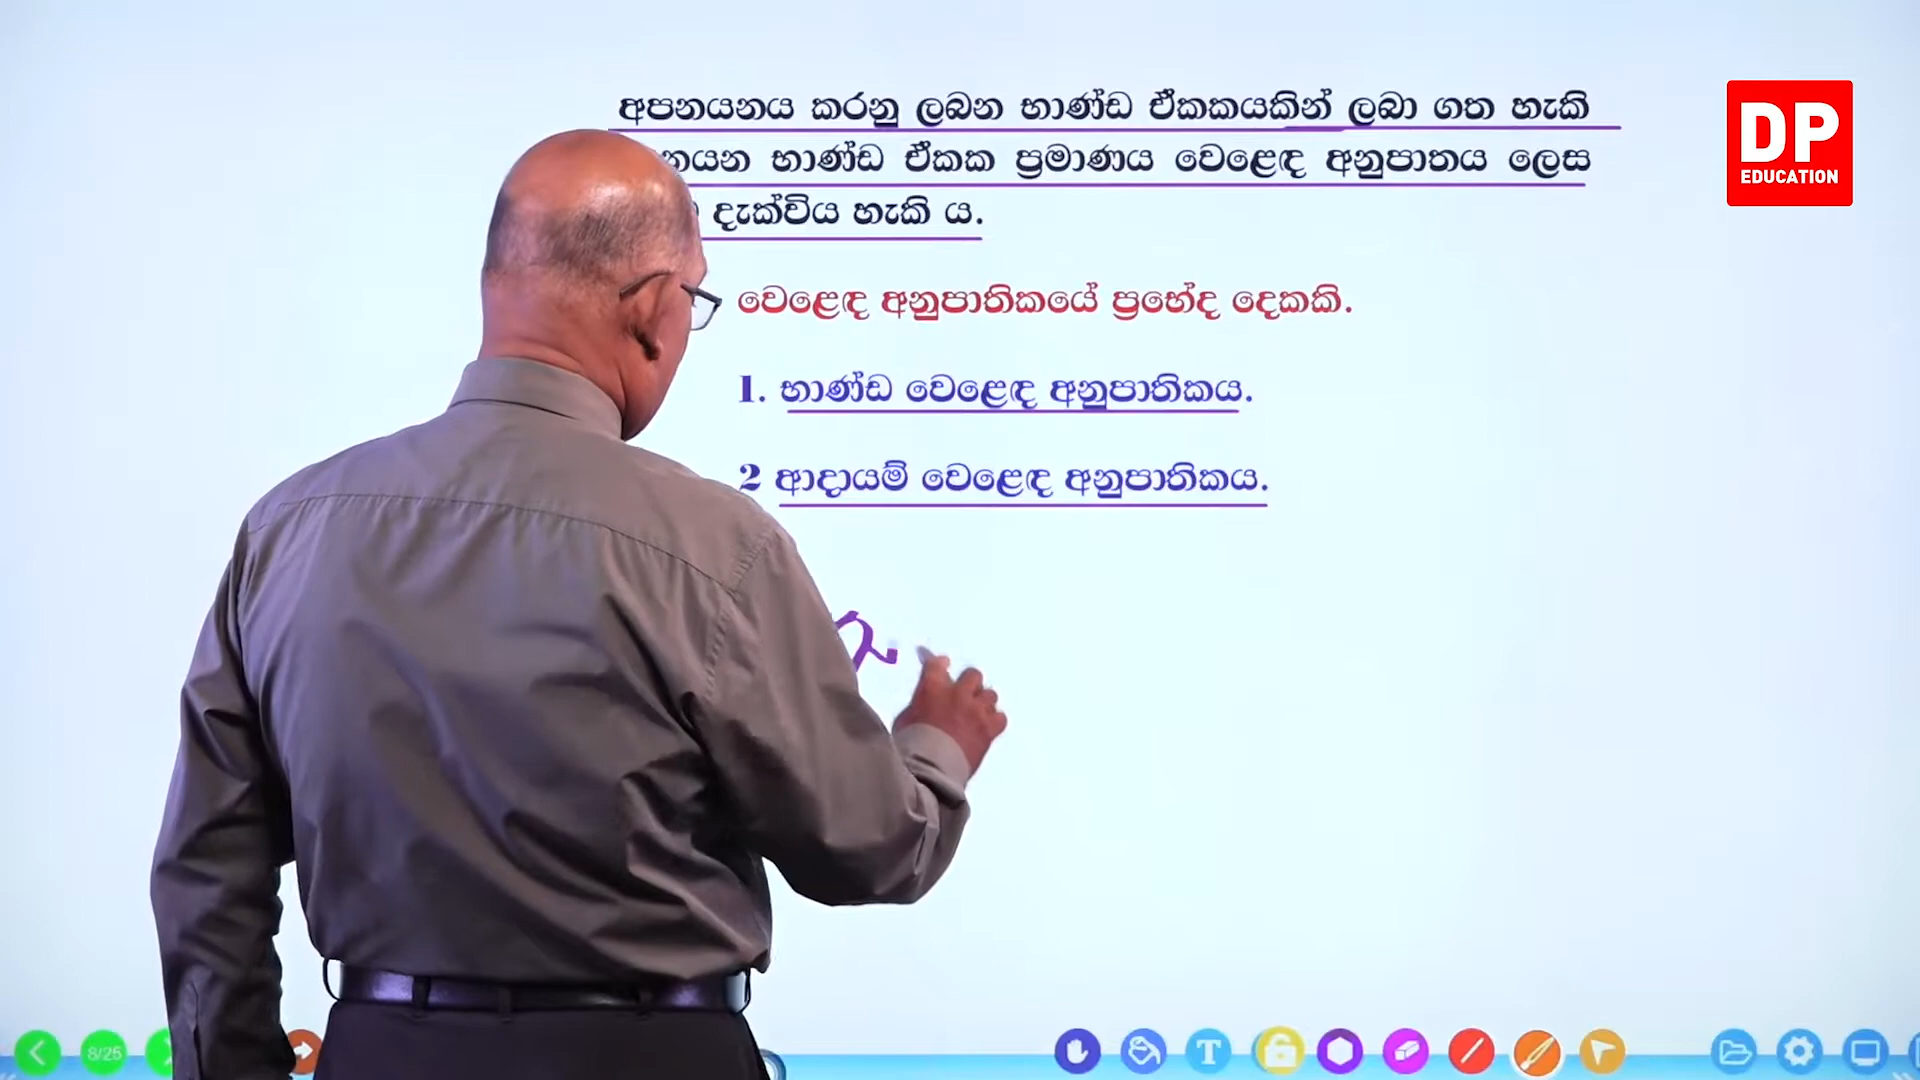 අපනයනය කරනු ලබන භාණ්ඩ ඒකකයකින් ලබා ගත හැකි
භාණ්ඩ ඒකක ප්‍රමාණය වෙළෙඳ අනුපාතය ලෙස
දැක්විය හැකි ය.
වෙළෙඳ අනුපාතිකයේ ප්‍රභේද දෙකකි.
1. භාණ්ඩ වෙළෙඳ අනුපාතිකය.
2 ආදායම් වෙළෙඳ අනුපාතිකය.
DP
EDUCATION
8/25
T